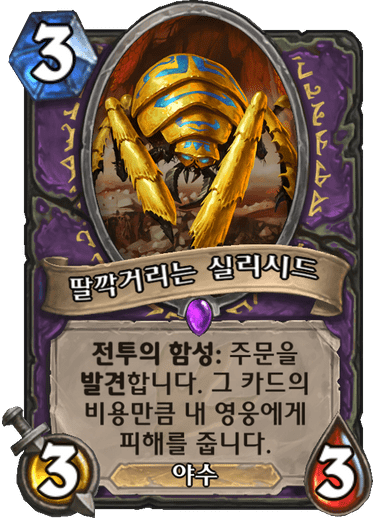 3
딸깍거리는 실리시드
전투의 함성: 주문을
발견합니다. 그 카드의
비용만큼 내 영웅에게
피해를 줍니다.
3
야수
3